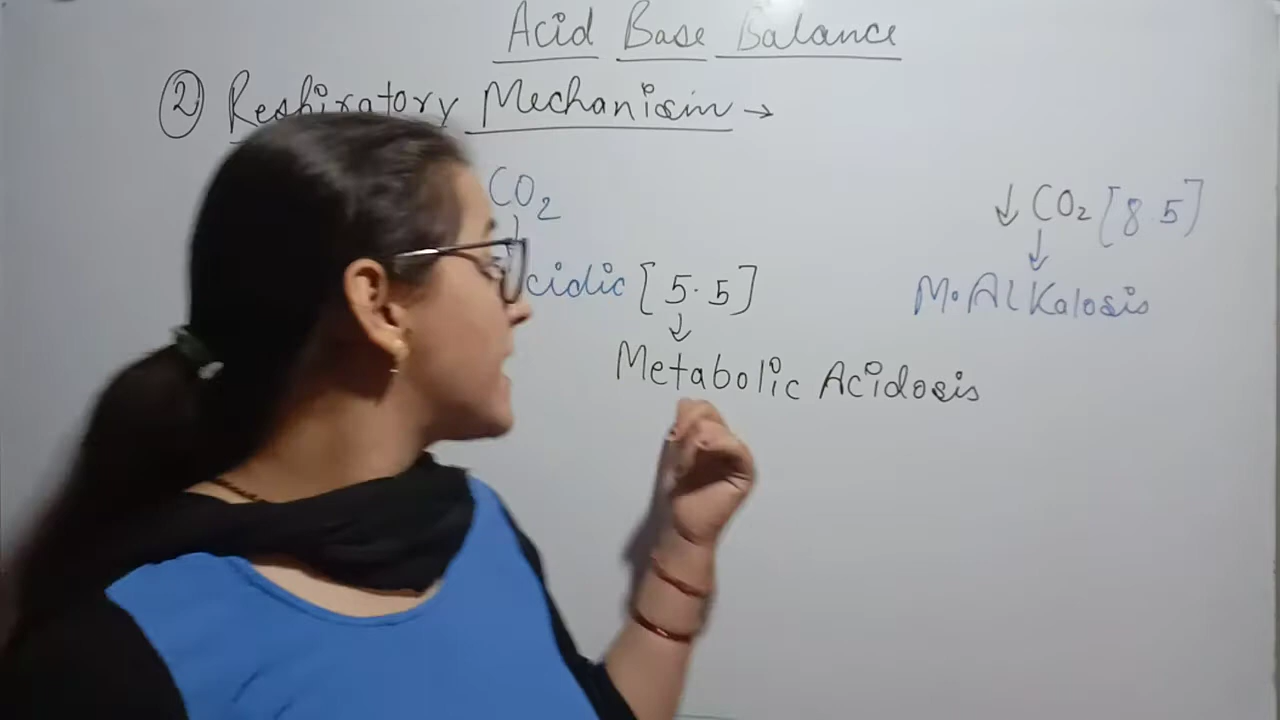 Acid Base Balance
② Respiratory Mechanism →
CO₂
↓ CO₂ [8.5]
cidic [5.5]
↓
M. Alkalosis
↓
Metabolic Acidosis